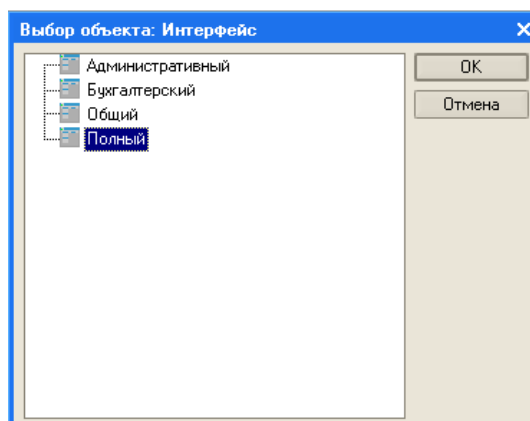 Выбор объекта: Интерфейс
Административный
Бухгалтерский
Общий
Полный
OK
Отмена